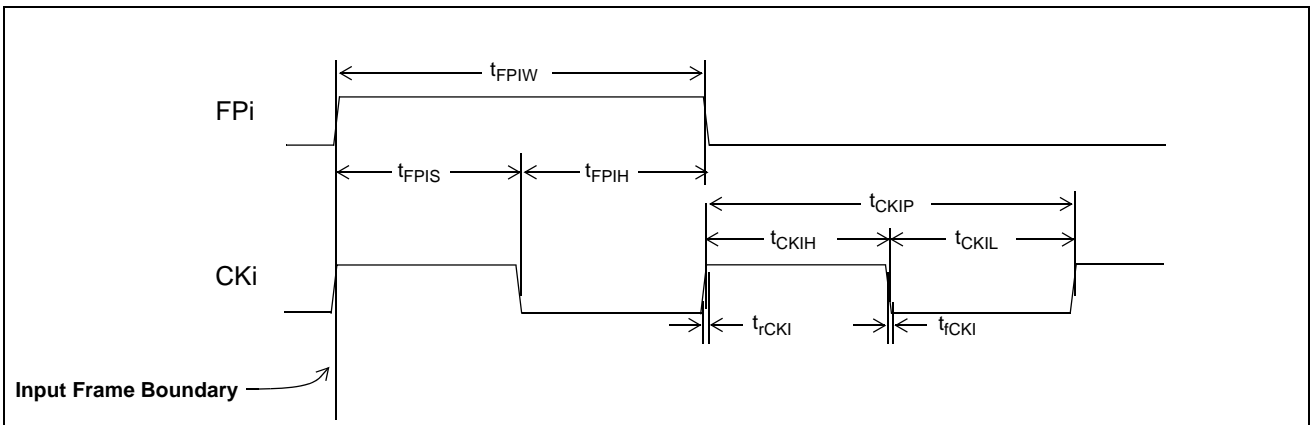 tFPIW
FPi
tFPIS
tFPIH
tCKIP
tCKIH
tCKIL
CKi
trCKI
tfCKI
Input Frame Boundary